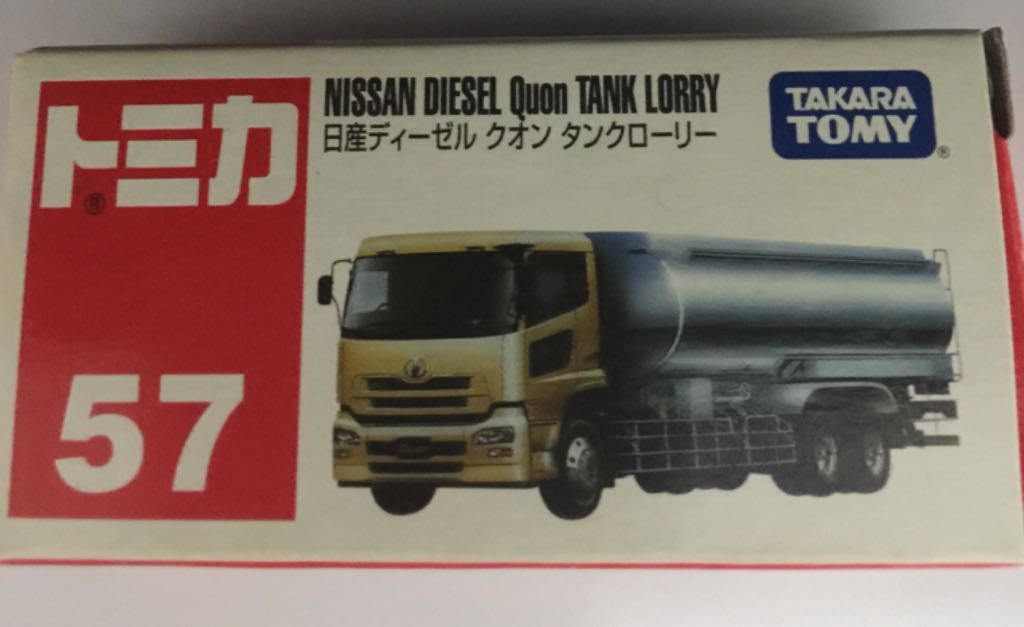 トミカ
®
NISSAN DIESEL Quon TANK LORRY
日産ディーゼル クオン タンクローリー
TAKARA
TOMY
®
57